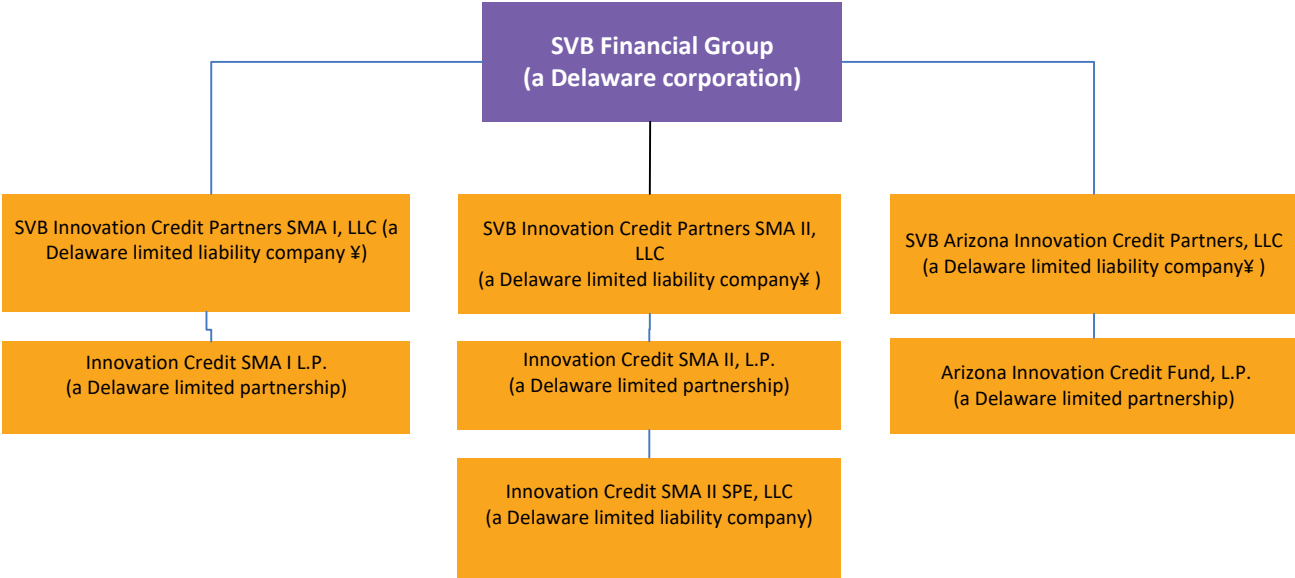 SVB Financial Group
(a Delaware corporation)
SVB Innovation Credit Partners SMA I, LLC (a
Delaware limited liability company ¥)
SVB Innovation Credit Partners SMA II,
LLC
(a Delaware limited liability company¥ )
SVB Arizona Innovation Credit Partners, LLC
(a Delaware limited liability company¥ )
Innovation Credit SMA I L.P.
(a Delaware limited partnership)
Innovation Credit SMA II, L.P.
(a Delaware limited partnership)
Arizona Innovation Credit Fund, L.P.
(a Delaware limited partnership)
Innovation Credit SMA II SPE, LLC
(a Delaware limited liability company)